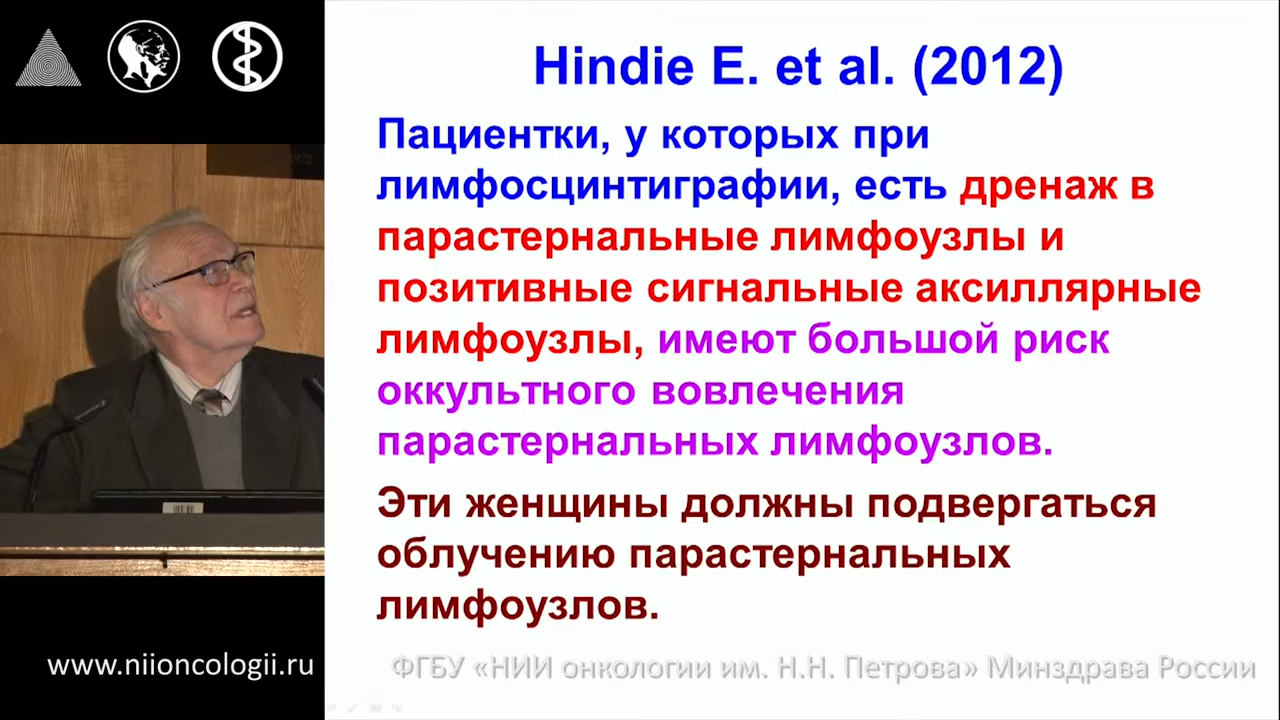 Hindie E. et al. (2012)
Пациентки, у которых при
лимфосцинтиграфии, есть дренаж в
парастернальные лимфоузлы и
позитивные сигнальные аксиллярные
лимфоузлы, имеют большой риск
оккультного вовлечения
парастернальных лимфоузлов.
Эти женщины должны подвергаться
облучению парастернальных
лимфоузлов.
www.niioncologii.ru
ФГБУ «НИИ онкологии им. Н.Н. Петрова» Минздрава России